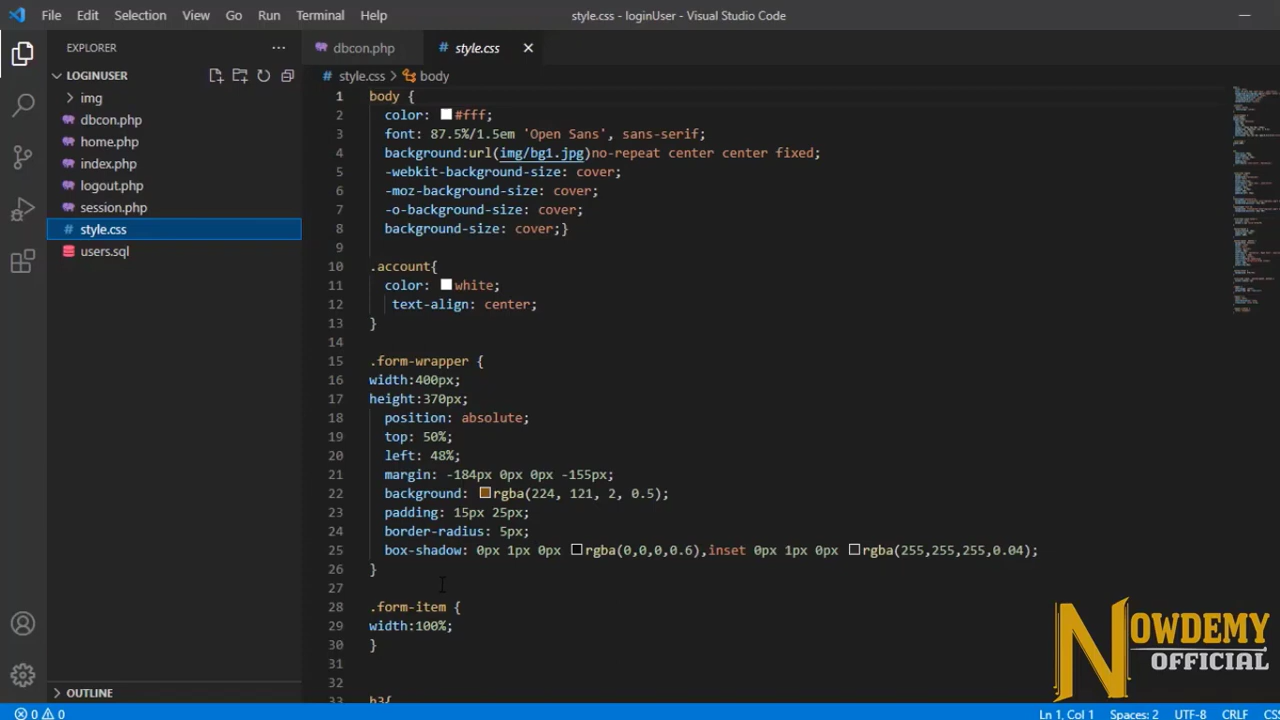 File Edit Selection View Go Run Terminal Help
style.css - loginUser - Visual Studio Code
EXPLORER
LOGINUSER
img
dbcon.php
home.php
index.php
logout.php
session.php
style.css
users.sql
OUTLINE
dbcon.php
# style.css
# style.css > body
1 body {
2 color: #fff;
3 font: 87.5%/1.5em 'Open Sans', sans-serif;
4 background:url(img/bg1.jpg)no-repeat center center fixed;
5 -webkit-background-size: cover;
6 -moz-background-size: cover;
7 -o-background-size: cover;
8 background-size: cover;}
9
10 .account{
11 color: white;
12 text-align: center;
13 }
14
15 .form-wrapper {
16 width:400px;
17 height:370px;
18 position: absolute;
19 top: 50%;
20 left: 48%;
21 margin: -184px 0px 0px -155px;
22 background: rgba(224, 121, 2, 0.5);
23 padding: 15px 25px;
24 border-radius: 5px;
25 box-shadow: 0px 1px 0px rgba(0,0,0,0.6),inset 0px 1px 0px rgba(255,255,255,0.04);
26 }
27
28 .form-item {
29 width:100%;
30 }
31
32
33 h3{
NOWDEMY
OFFICIAL
0 0
Ln 1, Col 1 Spaces: 2 UTF-8 CRLF